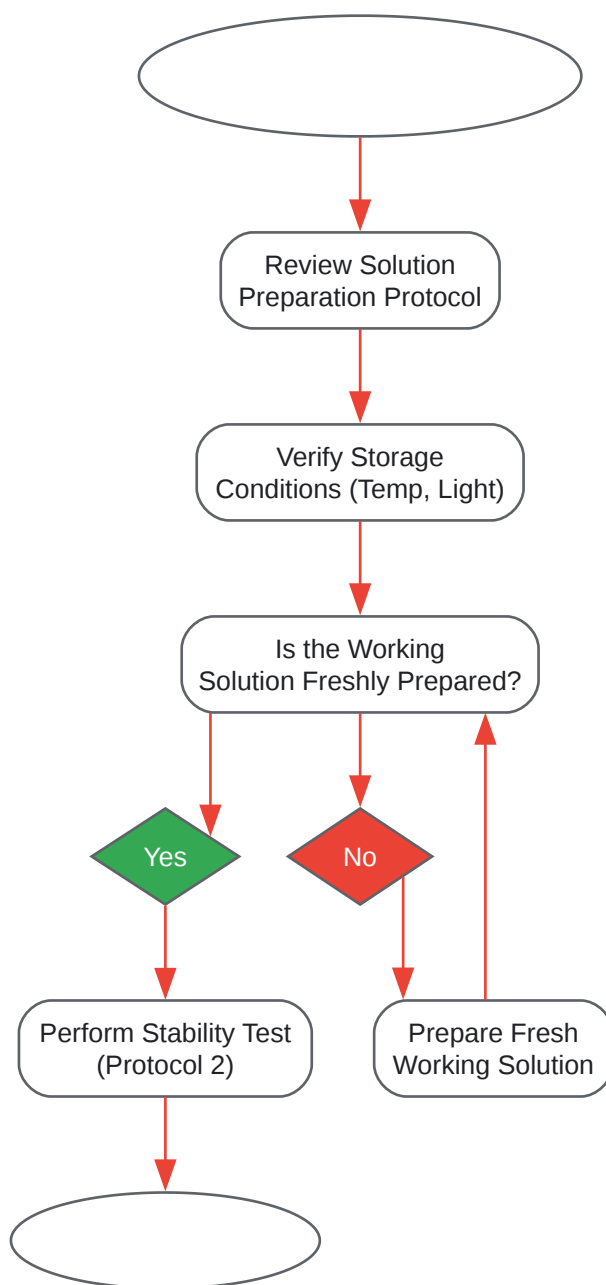 Review Solution
Preparation Protocol
Verify Storage
Conditions (Temp, Light)
Is the Working
Solution Freshly Prepared?
Yes
No
Perform Stability Test
(Protocol 2)
Prepare Fresh
Working Solution